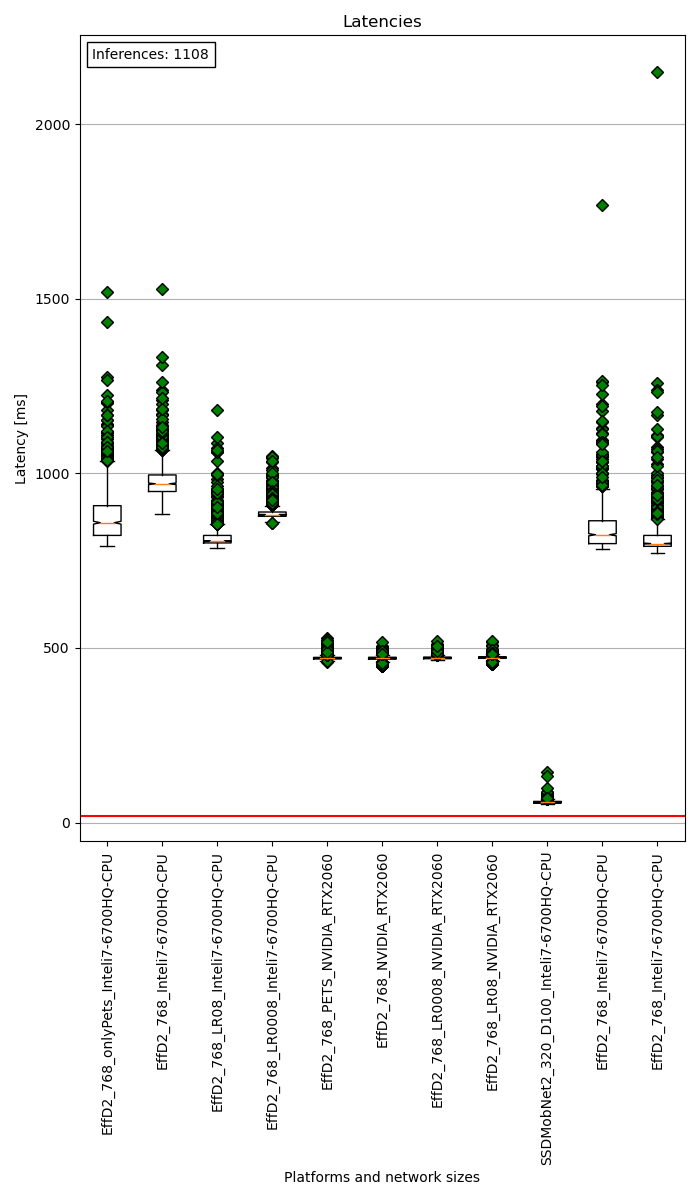 Latencies
Inferences: 1108
Latency [ms]
2000
1500
1000
500
0
EffD2_768_onlyPets_Inteli7-6700HQ-CPU
EffD2_768_Inteli7-6700HQ-CPU
EffD2_768_LR08_Inteli7-6700HQ-CPU
EffD2_768_LR0008_Inteli7-6700HQ-CPU
EffD2_768_PETS_NVIDIA_RTX2060
EffD2_768_NVIDIA_RTX2060
EffD2_768_LR0008_NVIDIA_RTX2060
EffD2_768_LR08_NVIDIA_RTX2060
SSDMobNet2_320_D100_Inteli7-6700HQ-CPU
EffD2_768_Inteli7-6700HQ-CPU
EffD2_768_Inteli7-6700HQ-CPU
Platforms and network sizes